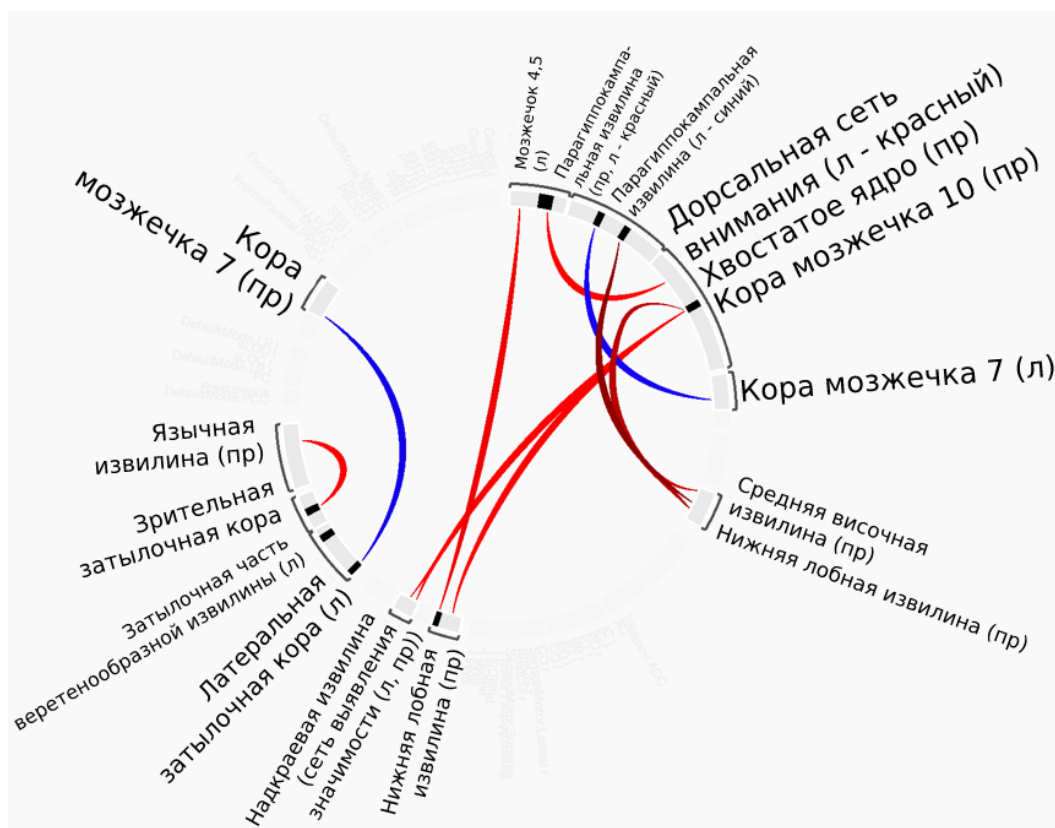 Мозжечок 4,5
(л)
Парагиппокампа-
льная извилина
(пр, л - красный)
Парагиппокампальная
извилина (л - синий)
Дорсальная сеть
внимания (л - красный)
Хвостатое ядро (пр)
Кора мозжечка 10 (пр)
Кора мозжечка 7 (л)
Средняя височная
извилина (пр)
Нижняя лобная извилина (пр)
Нижняя лобная
извилина (пр)
Надкраевая извилина
(сеть выявления
значимости (л, пр))
Латеральная
затылочная кора (л)
Затылочная часть
веретенообразной извилины (л)
Зрительная
затылочная кора
Язычная
извилина (пр)
Кора
мозжечка 7 (пр)